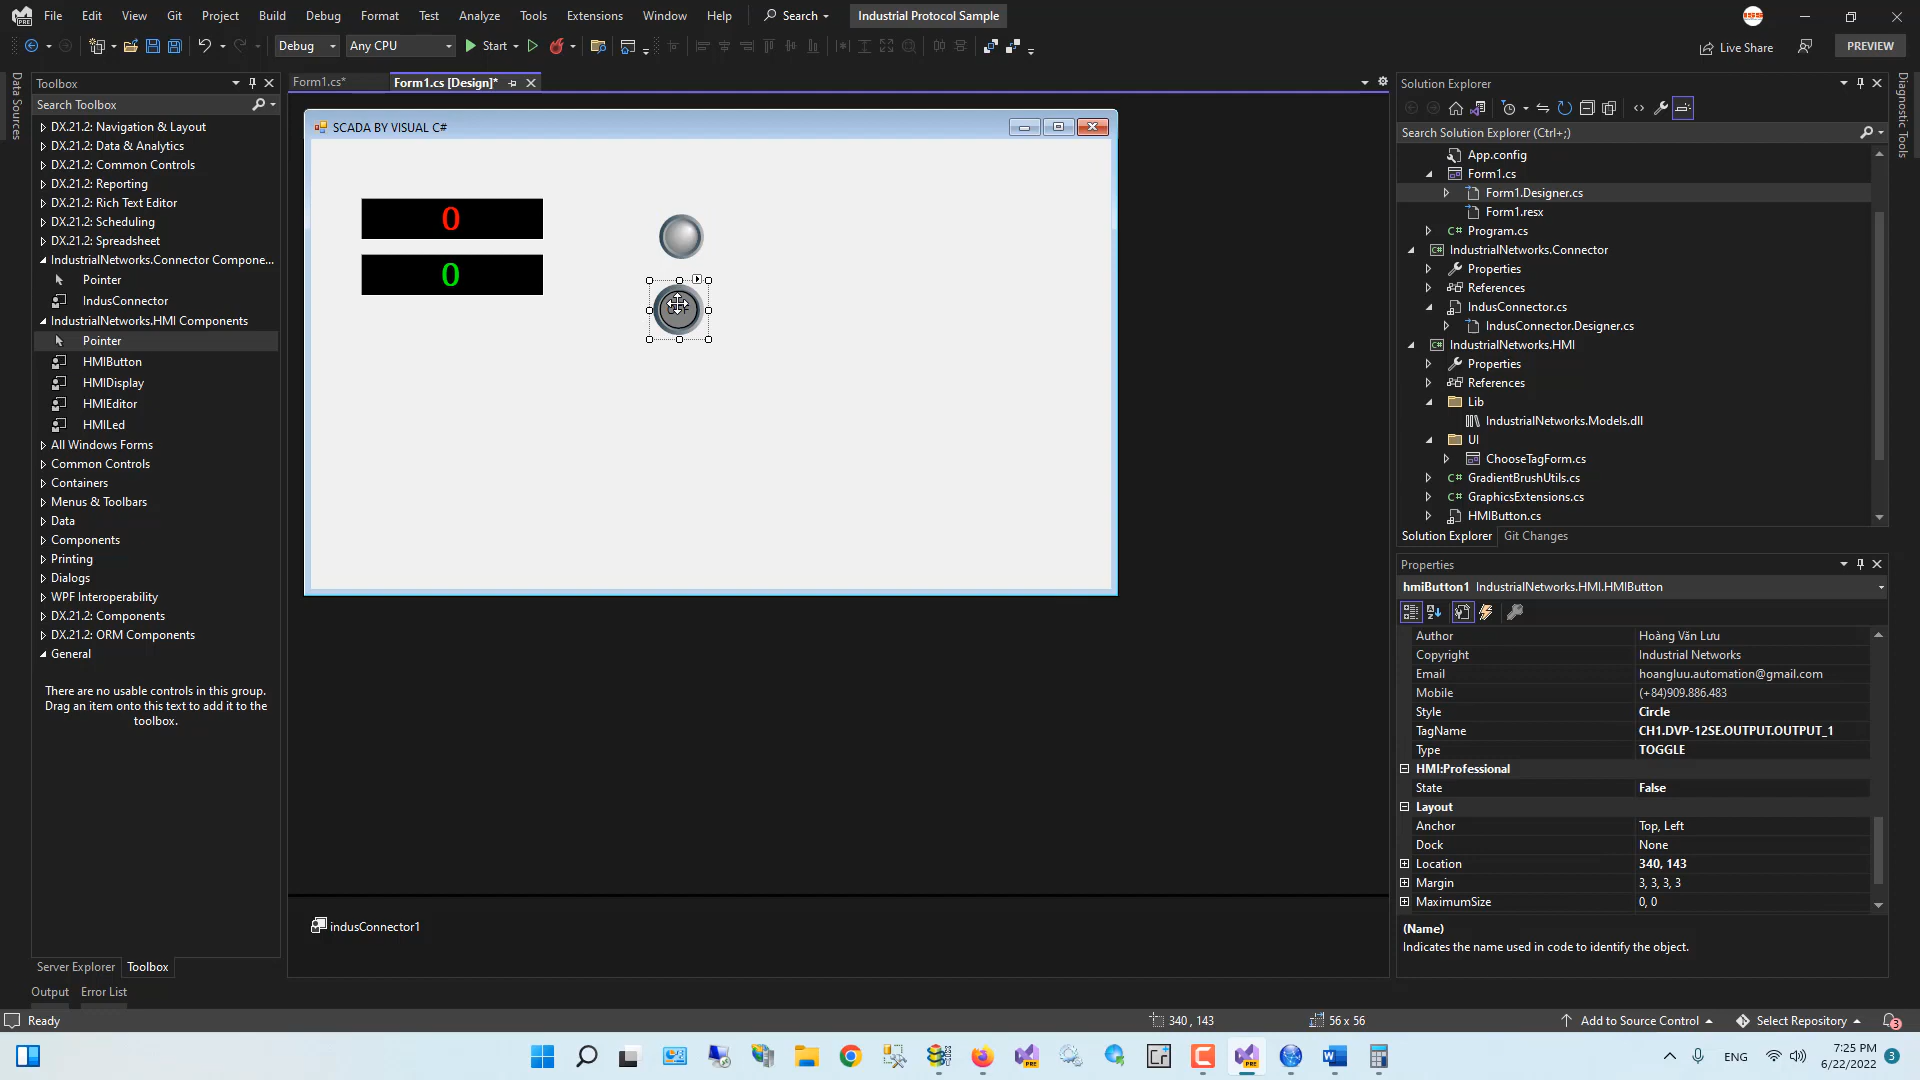 File Edit View Git Project Build Debug Format Test Analyze Tools Extensions Window Help Search Industrial Protocol Sample
Debug Any CPU Start Live Share PREVIEW
Data Sources
Toolbox
Search Toolbox
DX.21.2: Navigation & Layout
DX.21.2: Data & Analytics
DX.21.2: Common Controls
DX.21.2: Reporting
DX.21.2: Rich Text Editor
DX.21.2: Scheduling
DX.21.2: Spreadsheet
IndustrialNetworks.Connector Compone...
Pointer
IndusConnector
IndustrialNetworks.HMI Components
Pointer
HMIButton
HMIDisplay
HMIEditor
HMILed
All Windows Forms
Common Controls
Containers
Menus & Toolbars
Data
Components
Printing
Dialogs
WPF Interoperability
DX.21.2: Components
DX.21.2: ORM Components
General
There are no usable controls in this group.
Drag an item onto this text to add it to the
toolbox.
Server Explorer Toolbox
Output Error List
Form1.cs* Form1.cs [Design]*
SCADA BY VISUAL C#
0
0
indusConnector1
Solution Explorer
Search Solution Explorer (Ctrl+;)
App.config
Form1.cs
Form1.Designer.cs
Form1.resx
C# Program.cs
IndustrialNetworks.Connector
Properties
References
IndusConnector.cs
IndusConnector.Designer.cs
IndustrialNetworks.HMI
Properties
References
Lib
IndustrialNetworks.Models.dll
UI
ChooseTagForm.cs
C# GradientBrushUtils.cs
C# GraphicsExtensions.cs
HMIButton.cs
Solution Explorer Git Changes
Properties
hmiButton1 IndustrialNetworks.HMI.HMIButton
Author Hoàng Văn Lưu
Copyright Industrial Networks
Email hoangluu.automation@gmail.com
Mobile (+84)909.886.483
Style Circle
TagName CH1.DVP-12SE.OUTPUT.OUTPUT_1
Type TOGGLE
HMI:Professional
State False
Layout
Anchor Top, Left
Dock None
Location 340, 143
Margin 3, 3, 3, 3
MaximumSize 0, 0
(Name)
Indicates the name used in code to identify the object.
Diagnostic Tools
Ready 340 , 143 56 x 56 Add to Source Control Select Repository 3
ENG 7:25 PM
6/22/2022 3